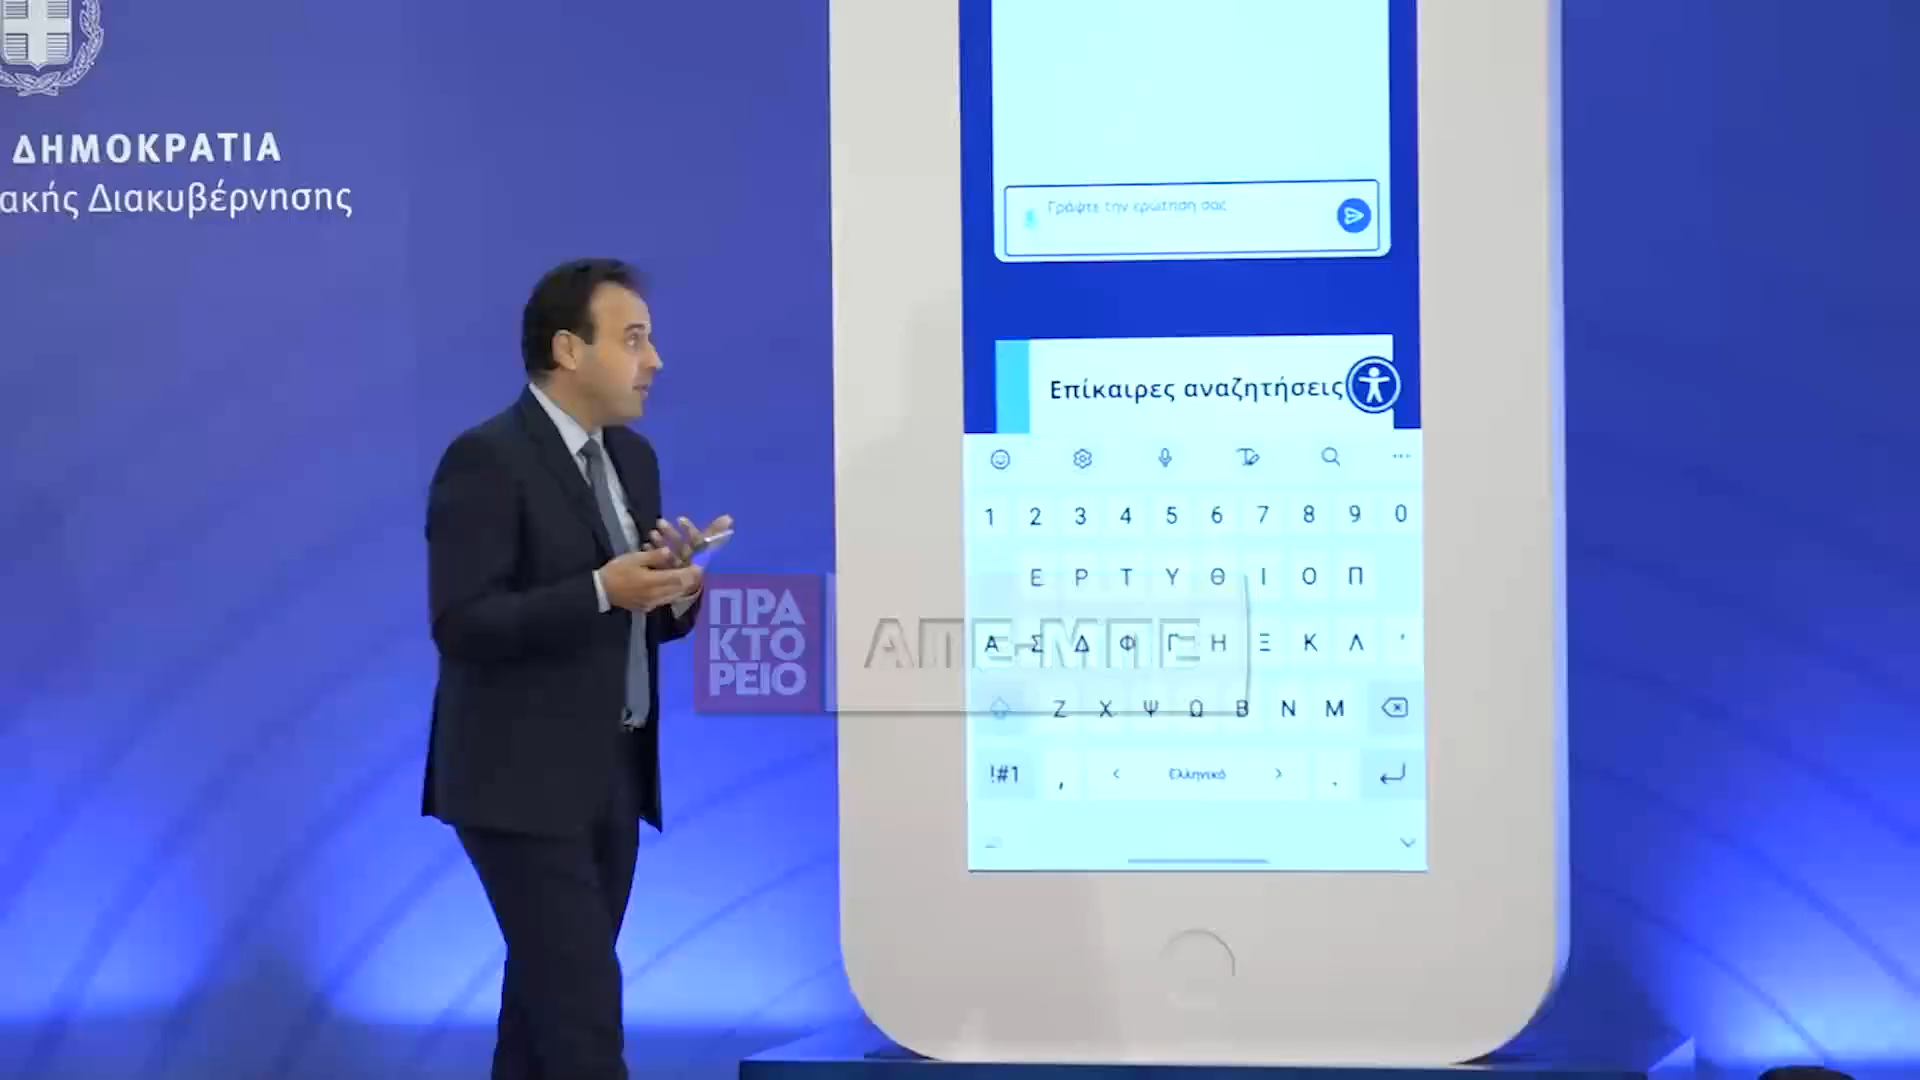 ΔΗΜΟΚΡΑΤΙΑ
ακής Διακυβέρνησης
Γράψτε την ερώτηση σας
Επίκαιρες αναζητήσεις
1 2 3 4 5 6 7 8 9 0
Ε Ρ Τ Υ Θ Ι Ο Π
Α Σ Δ Φ Γ Η Ξ Κ Λ ΄
Ζ Χ Ψ Ω Β Ν Μ
!#1 , < Ελληνικά > .
ΠΡΑ
ΚΤΟ
ΡΕΙΟ
ΑΠΕ-ΜΠΕ